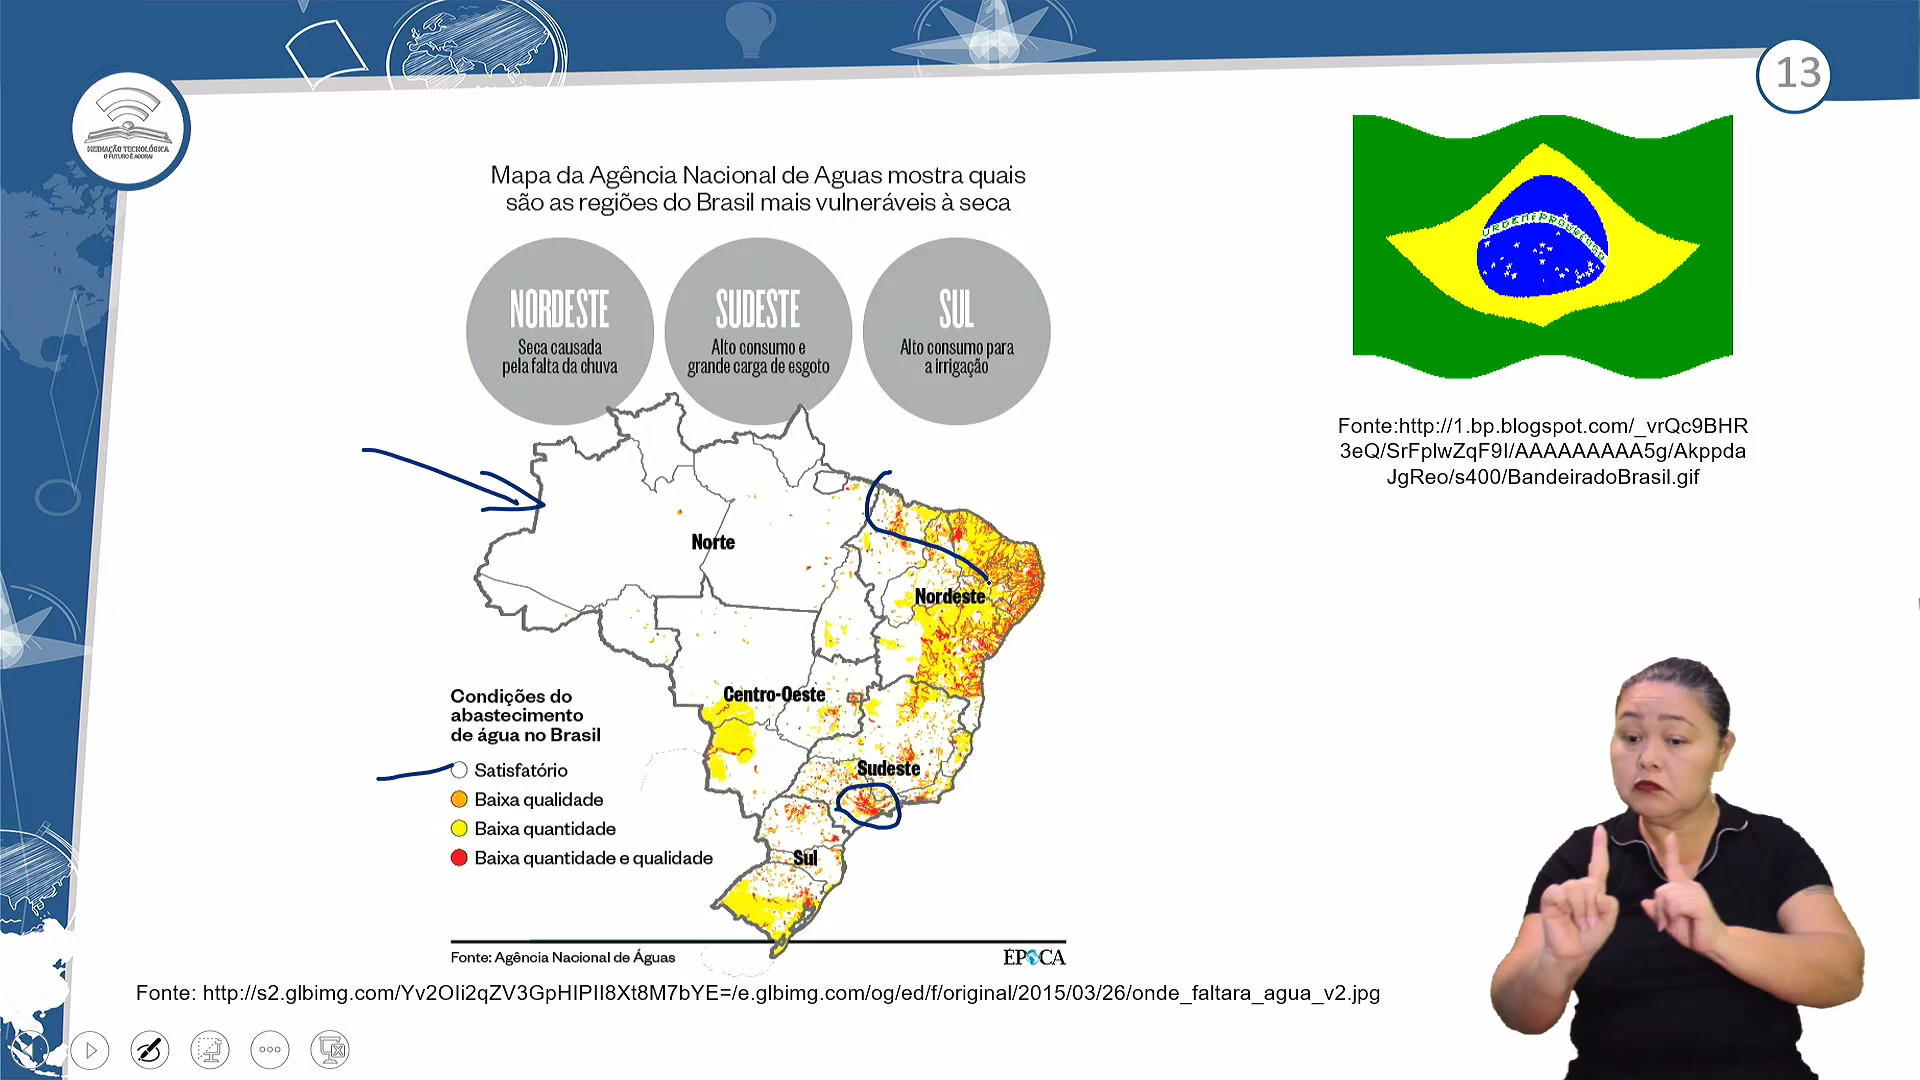 13
MEDIAÇÃO TECNOLÓGICA
O FUTURO É AGORA!
Mapa da Agência Nacional de Aguas mostra quais
são as regiões do Brasil mais vulneráveis à seca
NORDESTE
Seca causada
pela falta da chuva
SUDESTE
Alto consumo e
grande carga de esgoto
SUL
Alto consumo para
a irrigação
Fonte:http://1.bp.blogspot.com/_vrQc9BHR
3eQ/SrFplwZqF9I/AAAAAAAAA5g/Akppda
JgReo/s400/BandeiradoBrasil.gif
Norte
Nordeste
Centro-Oeste
Sudeste
Sul
Condições do
abastecimento
de água no Brasil
Satisfatório
Baixa qualidade
Baixa quantidade
Baixa quantidade e qualidade
Fonte: Agência Nacional de Águas
ÉPOCA
Fonte: http://s2.glbimg.com/Yv2OIi2qZV3GpHIPII8Xt8M7bYE=/e.glbimg.com/og/ed/f/original/2015/03/26/onde_faltara_agua_v2.jpg